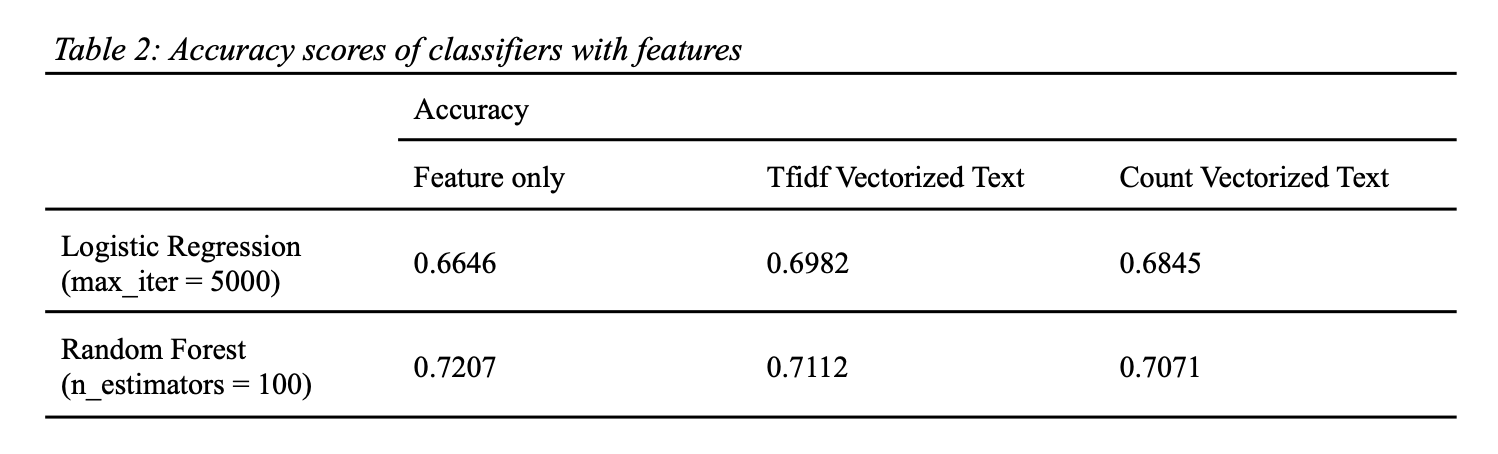 Table 2: Accuracy scores of classifiers with features
Accuracy
Feature only Tfidf Vectorized Text Count Vectorized Text
Logistic Regression
(max_iter = 5000) 0.6646 0.6982 0.6845
Random Forest
(n_estimators = 100) 0.7207 0.7112 0.7071